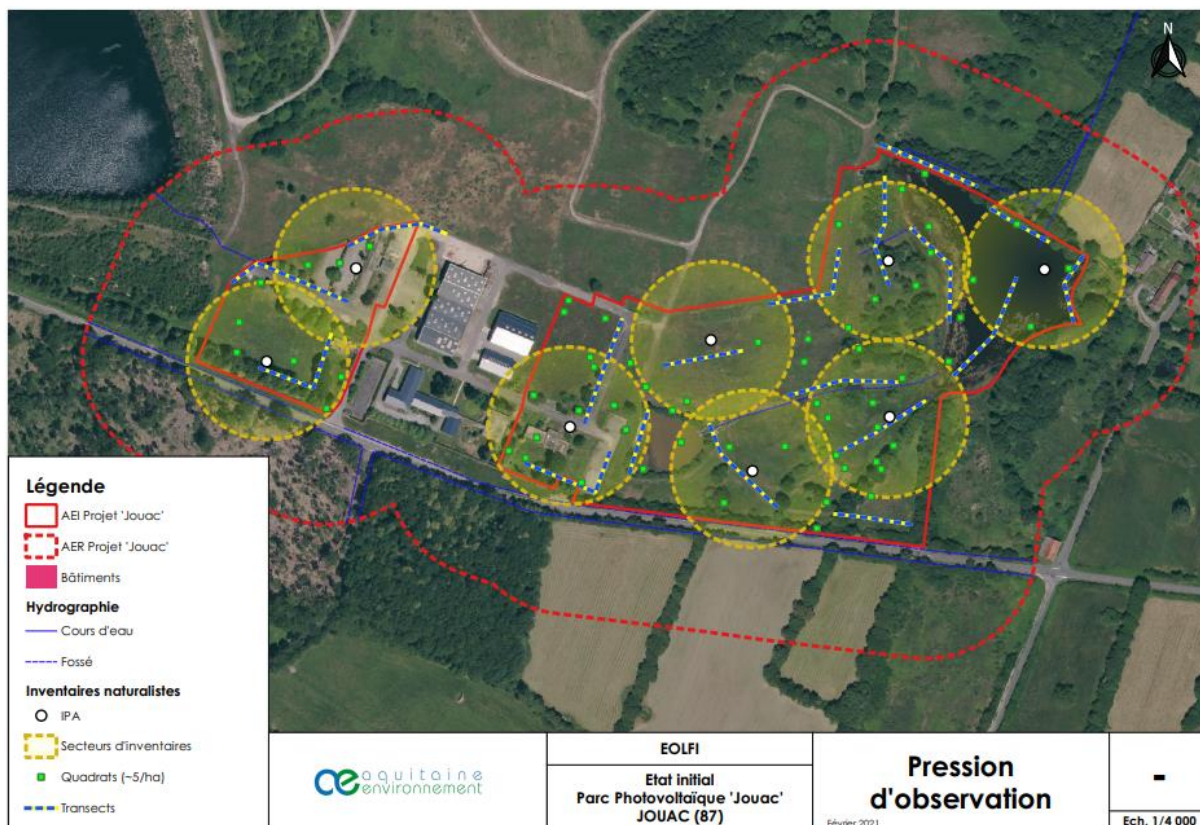 N
Légende
AEI Projet 'Jouac'
AER Projet 'Jouac'
Bâtiments
Hydrographie
Cours d'eau
Fossé
Inventaires naturalistes
IPA
Secteurs d'inventaires
Quadrats (~5/ha)
Transects
ae aquitaine
environnement
EOLFI
Etat initial
Parc Photovoltaïque 'Jouac'
JOUAC (87)
Pression
d'observation
Février 2021
-
Ech. 1/4 000